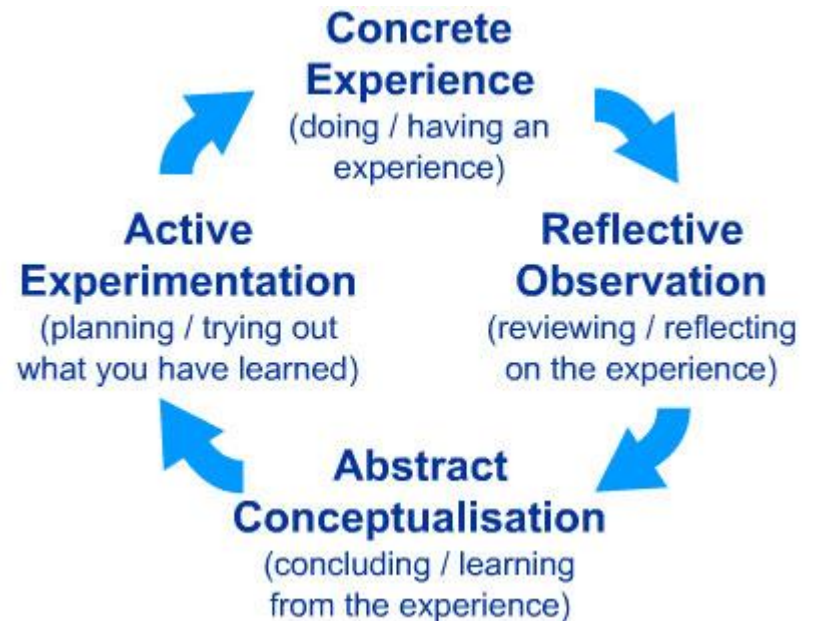 Concrete
Experience
(doing / having an
experience)
Reflective
Observation
(reviewing / reflecting
on the experience)
Abstract
Conceptualisation
(concluding / learning
from the experience)
Active
Experimentation
(planning / trying out
what you have learned)